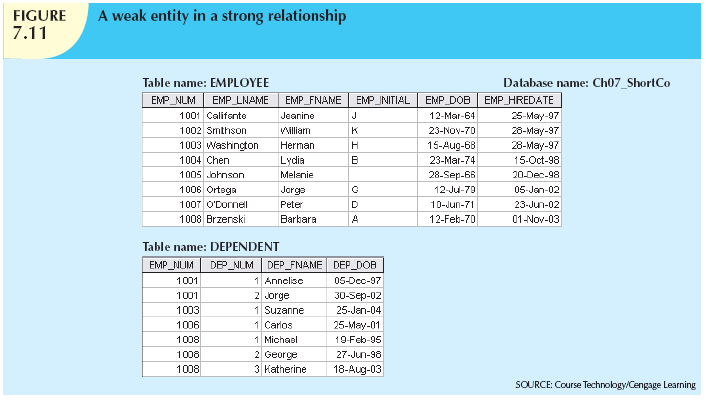 FIGURE 7.11
A weak entity in a strong relationship
Table name: EMPLOYEE Database name: Ch07_ShortCo
EMP_NUM EMP_LNAME EMP_FNAME EMP_INITIAL EMP_DOB EMP_HIREDATE
1001 Callifante Jeanine J 12-Mar-64 25-May-97
1002 Smithson William K 23-Nov-70 28-May-97
1003 Washington Herman H 15-Aug-68 28-May-97
1004 Chen Lydia B 23-Mar-74 15-Oct-98
1005 Johnson Melanie 28-Sep-66 20-Dec-98
1006 Ortega Jorge G 12-Jul-79 05-Jan-02
1007 O'Donnell Peter D 10-Jun-71 23-Jun-02
1008 Brzenski Barbara A 12-Feb-70 01-Nov-03
Table name: DEPENDENT
EMP_NUM DEP_NUM DEP_FNAME DEP_DOB
1001 1 Annelise 05-Dec-97
1001 2 Jorge 30-Sep-02
1003 1 Suzanne 25-Jan-04
1006 1 Carlos 25-May-01
1008 1 Michael 19-Feb-95
1008 2 George 27-Jun-98
1008 3 Katherine 18-Aug-03
SOURCE: Course Technology/Cengage Learning